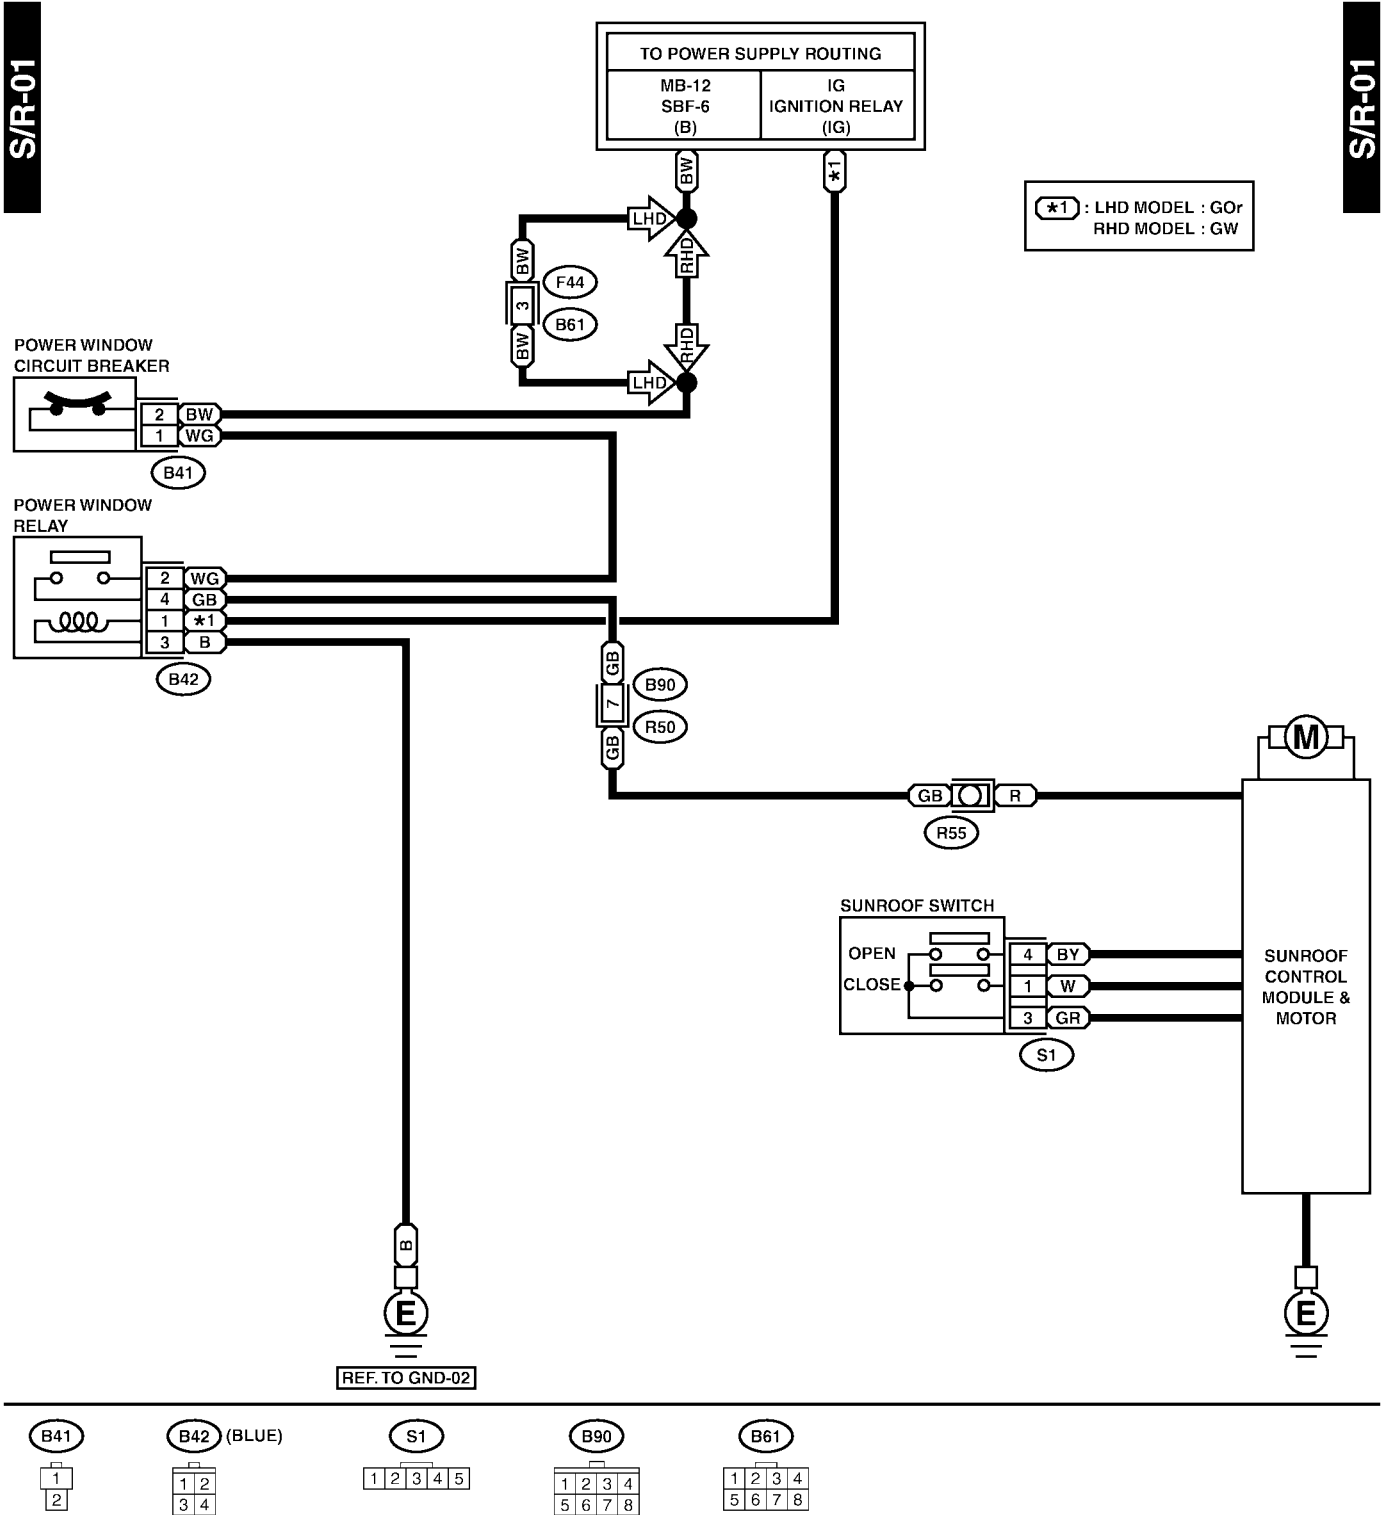 S/R-01
S/R-01
TO POWER SUPPLY ROUTING
MB-12
SBF-6
(B)
IG
IGNITION RELAY
(IG)
BW
*1
*1 : LHD MODEL : GOr
RHD MODEL : GW
LHD
RHD
BW
F44
3
B61
BW
RHD
LHD
POWER WINDOW
CIRCUIT BREAKER
2 BW
1 WG
B41
POWER WINDOW
RELAY
2 WG
4 GB
1 *1
3 B
B42
GB
B90
7
R50
GB
M
GB R
R55
SUNROOF SWITCH
OPEN
CLOSE
4 BY
1 W
3 GR
S1
SUNROOF
CONTROL
MODULE &
MOTOR
B
E
REF. TO GND-02
E
B41
1
2
B42 (BLUE)
1 2
3 4
S1
1 2 3 4 5
B90
1 2 3 4
5 6 7 8
B61
1 2 3 4
5 6 7 8